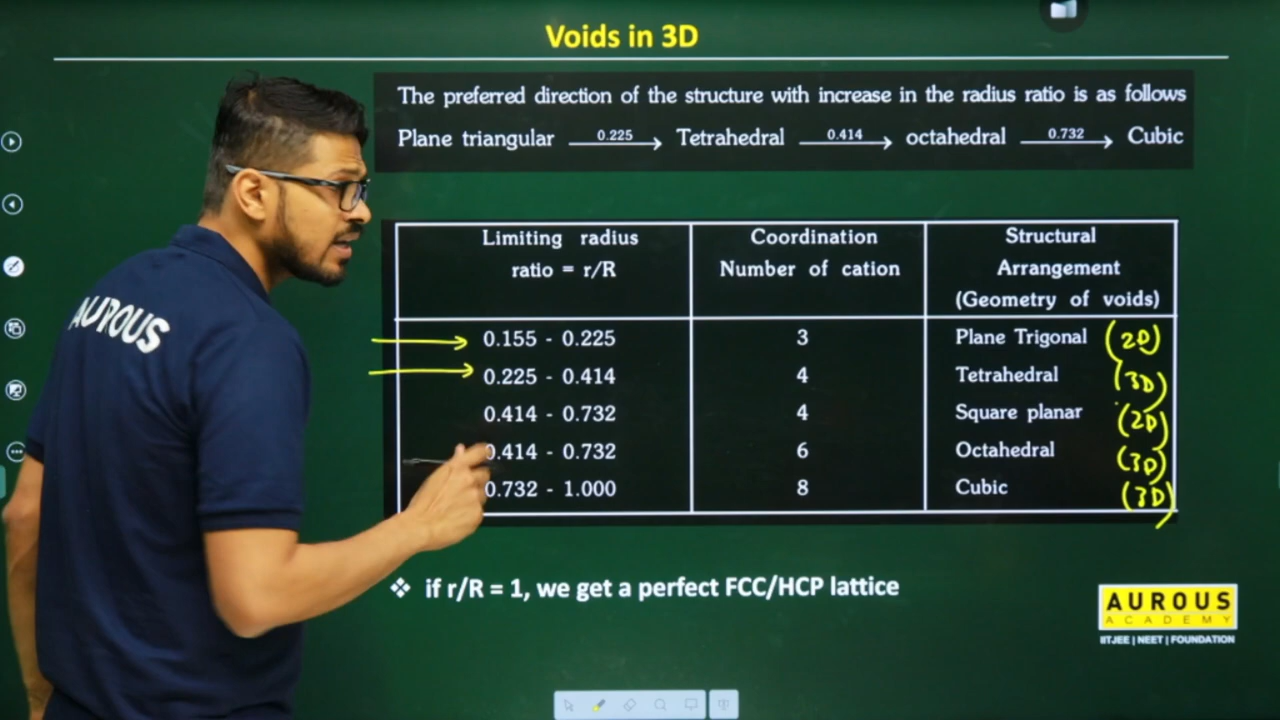 Voids in 3D
The preferred direction of the structure with increase in the radius ratio is as follows
Plane triangular 0.225 Tetrahedral 0.414 octahedral 0.732 Cubic
Limiting radius ratio = r/R Coordination Number of cation Structural Arrangement (Geometry of voids)
0.155 - 0.225 3 Plane Trigonal (2D)
0.225 - 0.414 4 Tetrahedral (3D)
0.414 - 0.732 4 Square planar (2D)
0.414 - 0.732 6 Octahedral (3D)
0.732 - 1.000 8 Cubic (3D)
❖ if r/R = 1, we get a perfect FCC/HCP lattice
AUROUS
AUROUS
ACADEMY
IITJEE | NEET | FOUNDATION